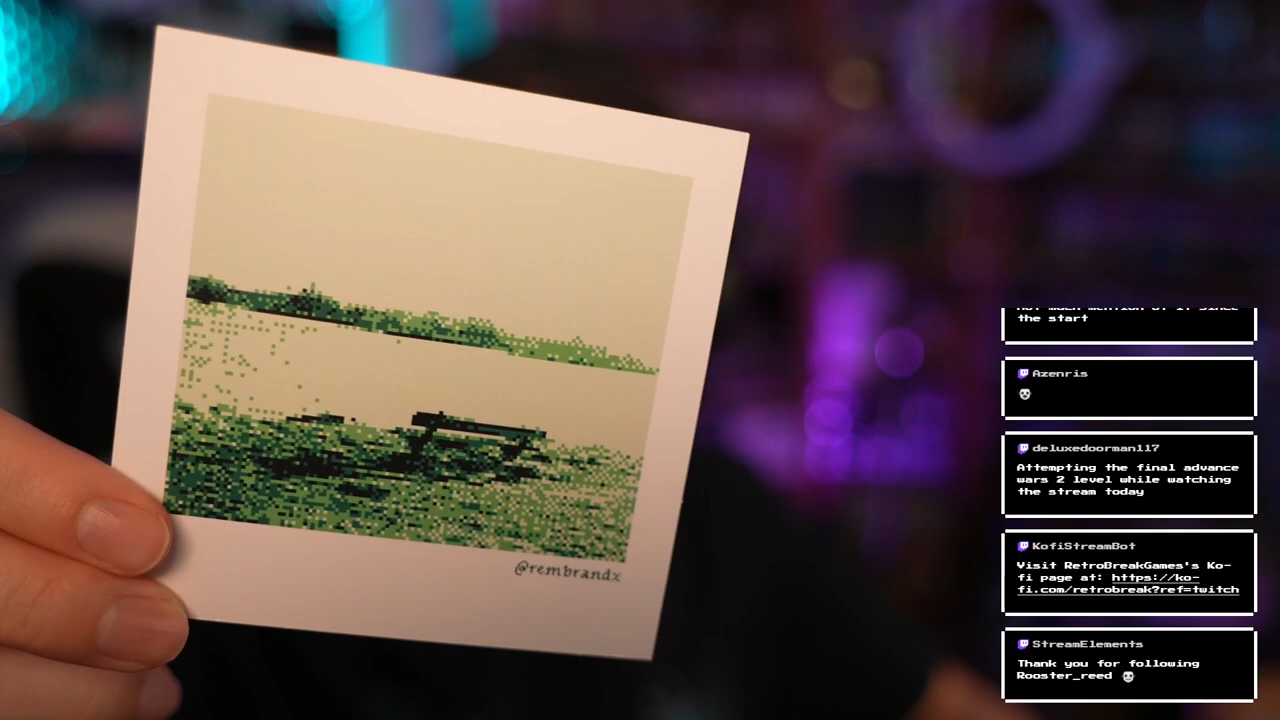 @rembrandx
the start
Azenris
deluxedoorman117
Attempting the final advance
wars 2 level while watching
the stream today
KofiStreamBot
Visit RetroBreakGames's Ko-
fi page at: https://ko-
fi.com/retrobreak?ref=twitch
StreamElements
Thank you for following
Rooster_reed